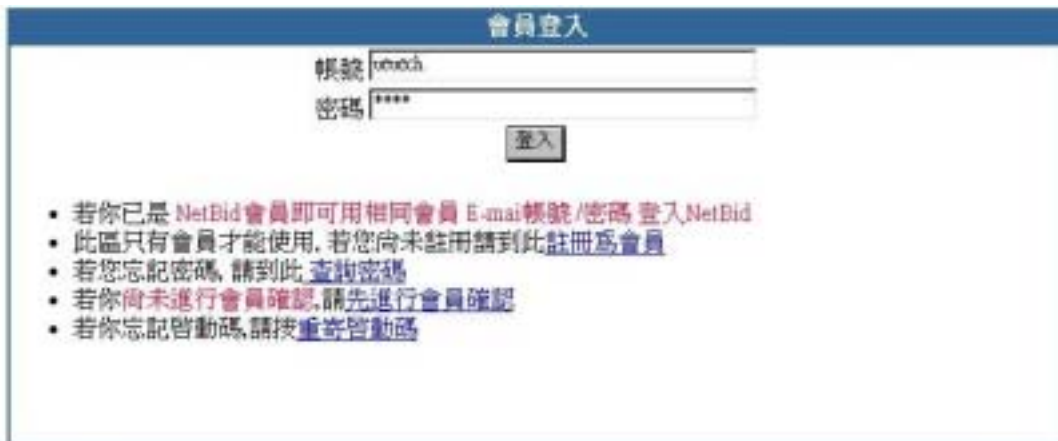 會員登入
帳號
密碼 ****
登入
若你已是 NetBid會員即可用相同會員 E-mai帳號 /密碼 登入NetBid
此區只有會員才能使用, 若您尚未註冊請到此註冊為會員
若您忘記密碼, 請到此 查詢密碼
若你尚未進行會員確認,請先進行會員確認
若你忘記啟動碼,請按重寄啟動碼